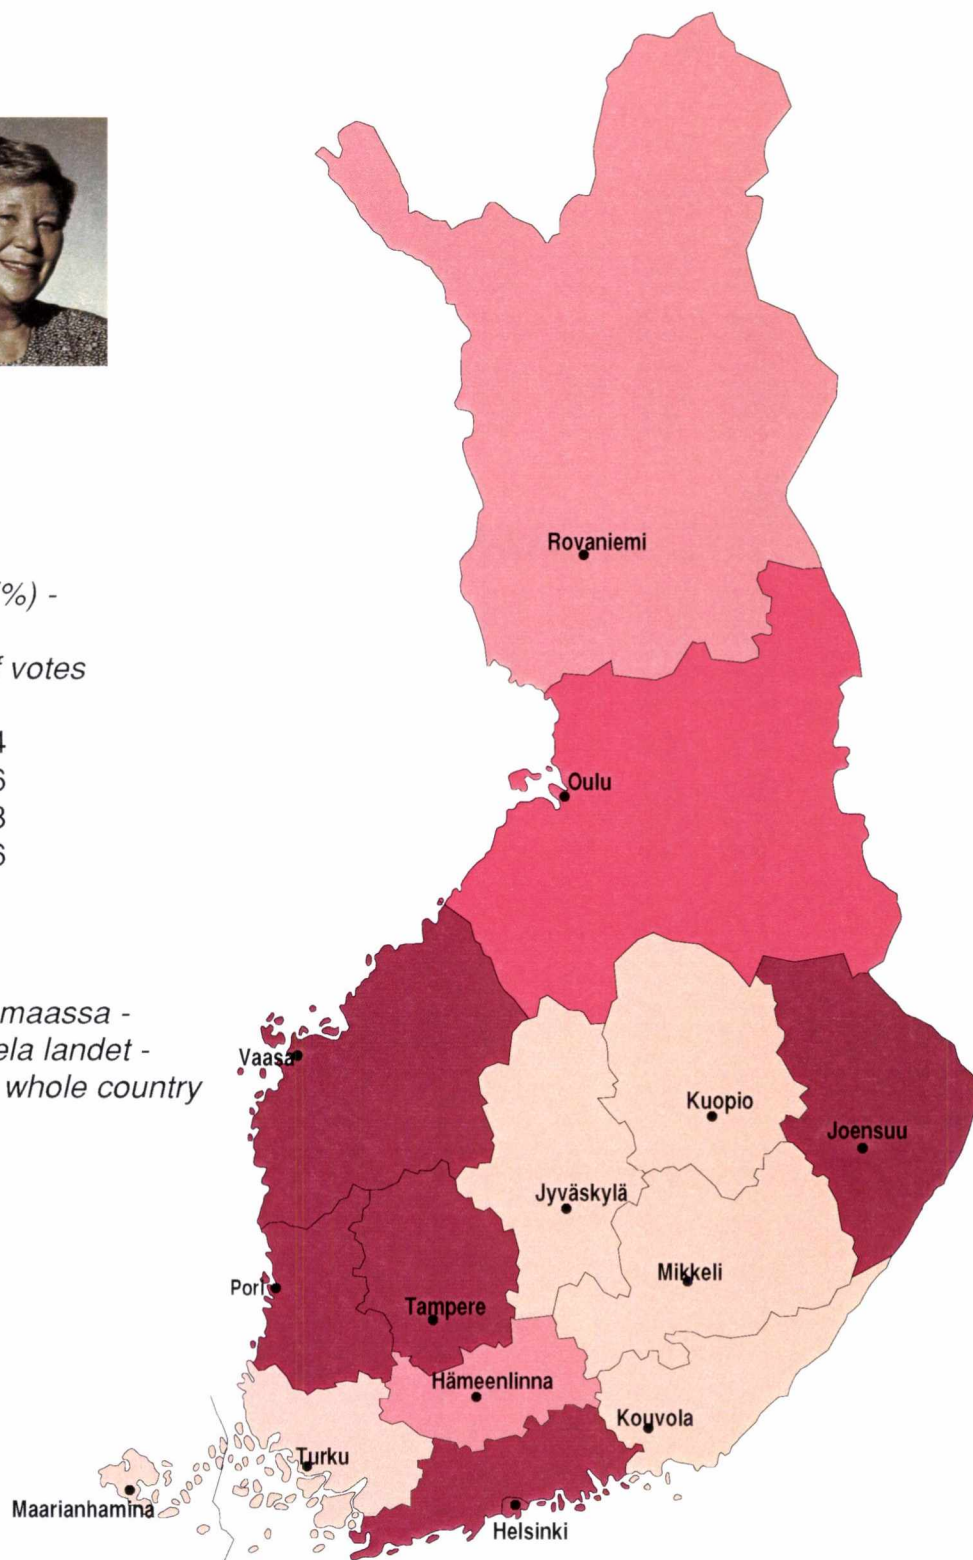 Rovaniemi
%) -
f votes
4
6
Oulu
8
6
maassa -
ela landet -
Vaasa
whole country
Kuopio
Joensuu
Jyväskylä
Mikkeli
Pori
Tampere
Hämeenlinna
Kouvola
Turku
Maarianhamina
Helsinki